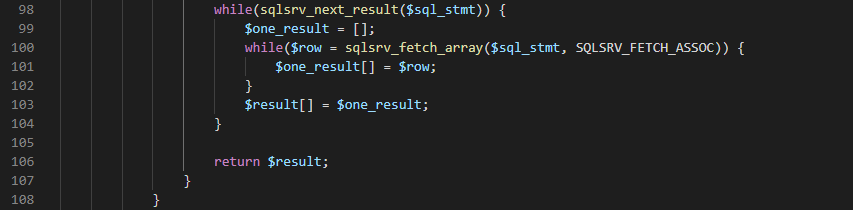 98 while(sqlsrv_next_result($sql_stmt)) {
99 $one_result = [];
100 while($row = sqlsrv_fetch_array($sql_stmt, SQLSRV_FETCH_ASSOC)) {
101 $one_result[] = $row;
102 }
103 $result[] = $one_result;
104 }
105
106 return $result;
107 }
108 }